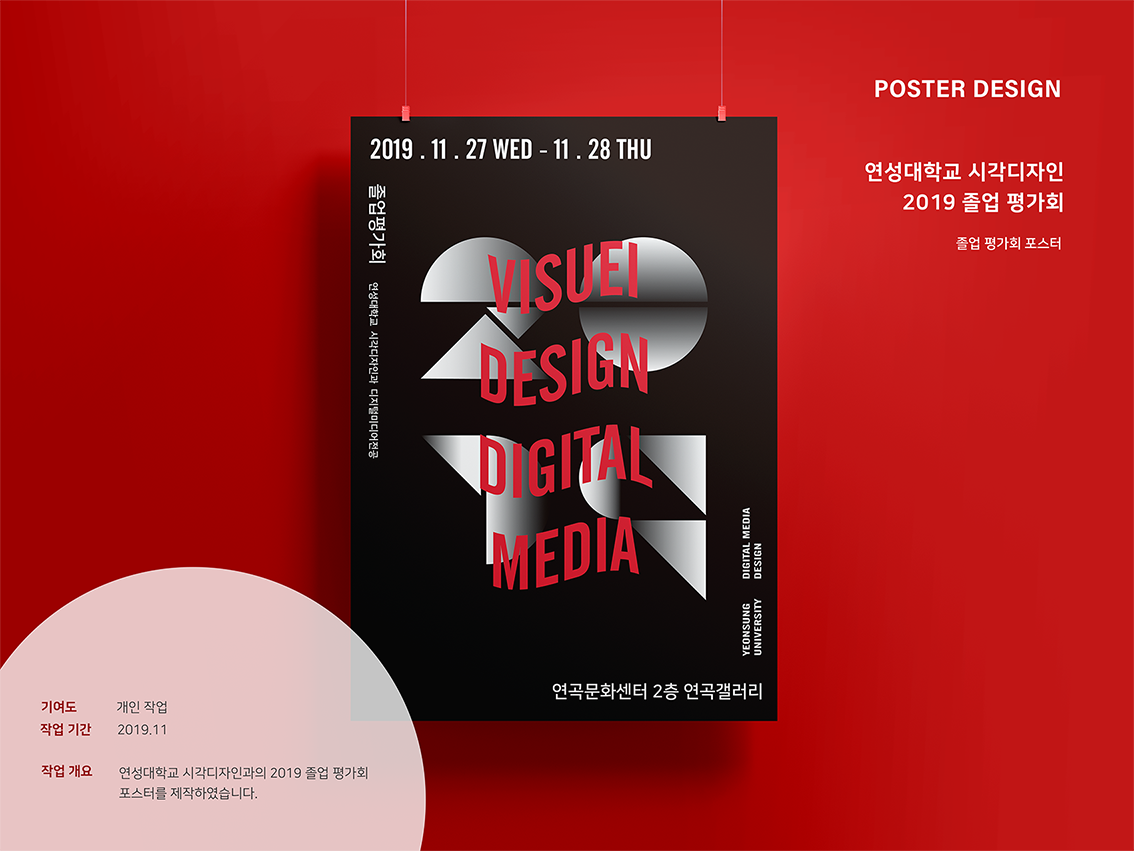 POSTER DESIGN
연성대학교 시각디자인
2019 졸업 평가회
졸업 평가회 포스터
2019 . 11 . 27 WED - 11 . 28 THU
졸업평가회
연성대학교 시각디자인과 디지털미디어전공
VISUEI
DESIGN
DIGITAL
MEDIA
DIGITAL MEDIA
DESIGN
YEONSUNG
UNIVERSITY
연곡문화센터 2층 연곡갤러리
기여도 개인 작업
작업 기간 2019.11
작업 개요 연성대학교 시각디자인과의 2019 졸업 평가회
포스터를 제작하였습니다.